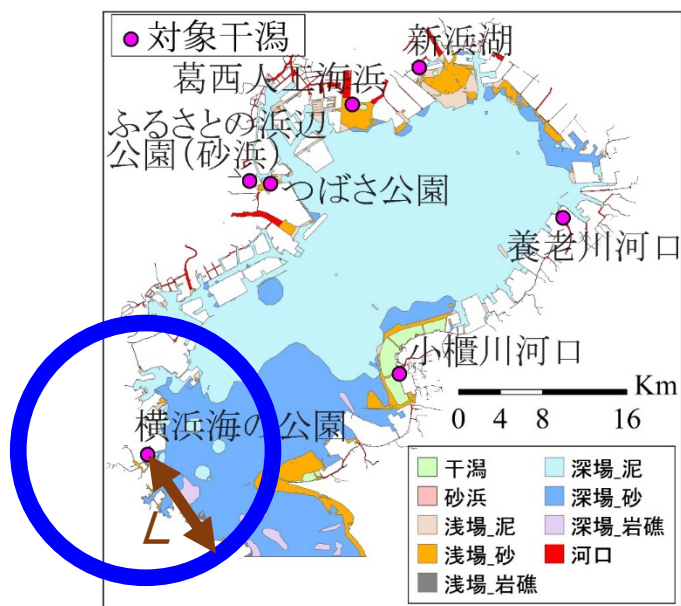 対象干潟
新浜湖
葛西人工海浜
ふるさとの浜辺
公園(砂浜)
つばさ公園
養老川河口
小櫃川河口
Km
0 4 8 16
横浜海の公園
L
干潟
砂浜
浅場_泥
浅場_砂
浅場_岩礁
深場_泥
深場_砂
深場_岩礁
河口